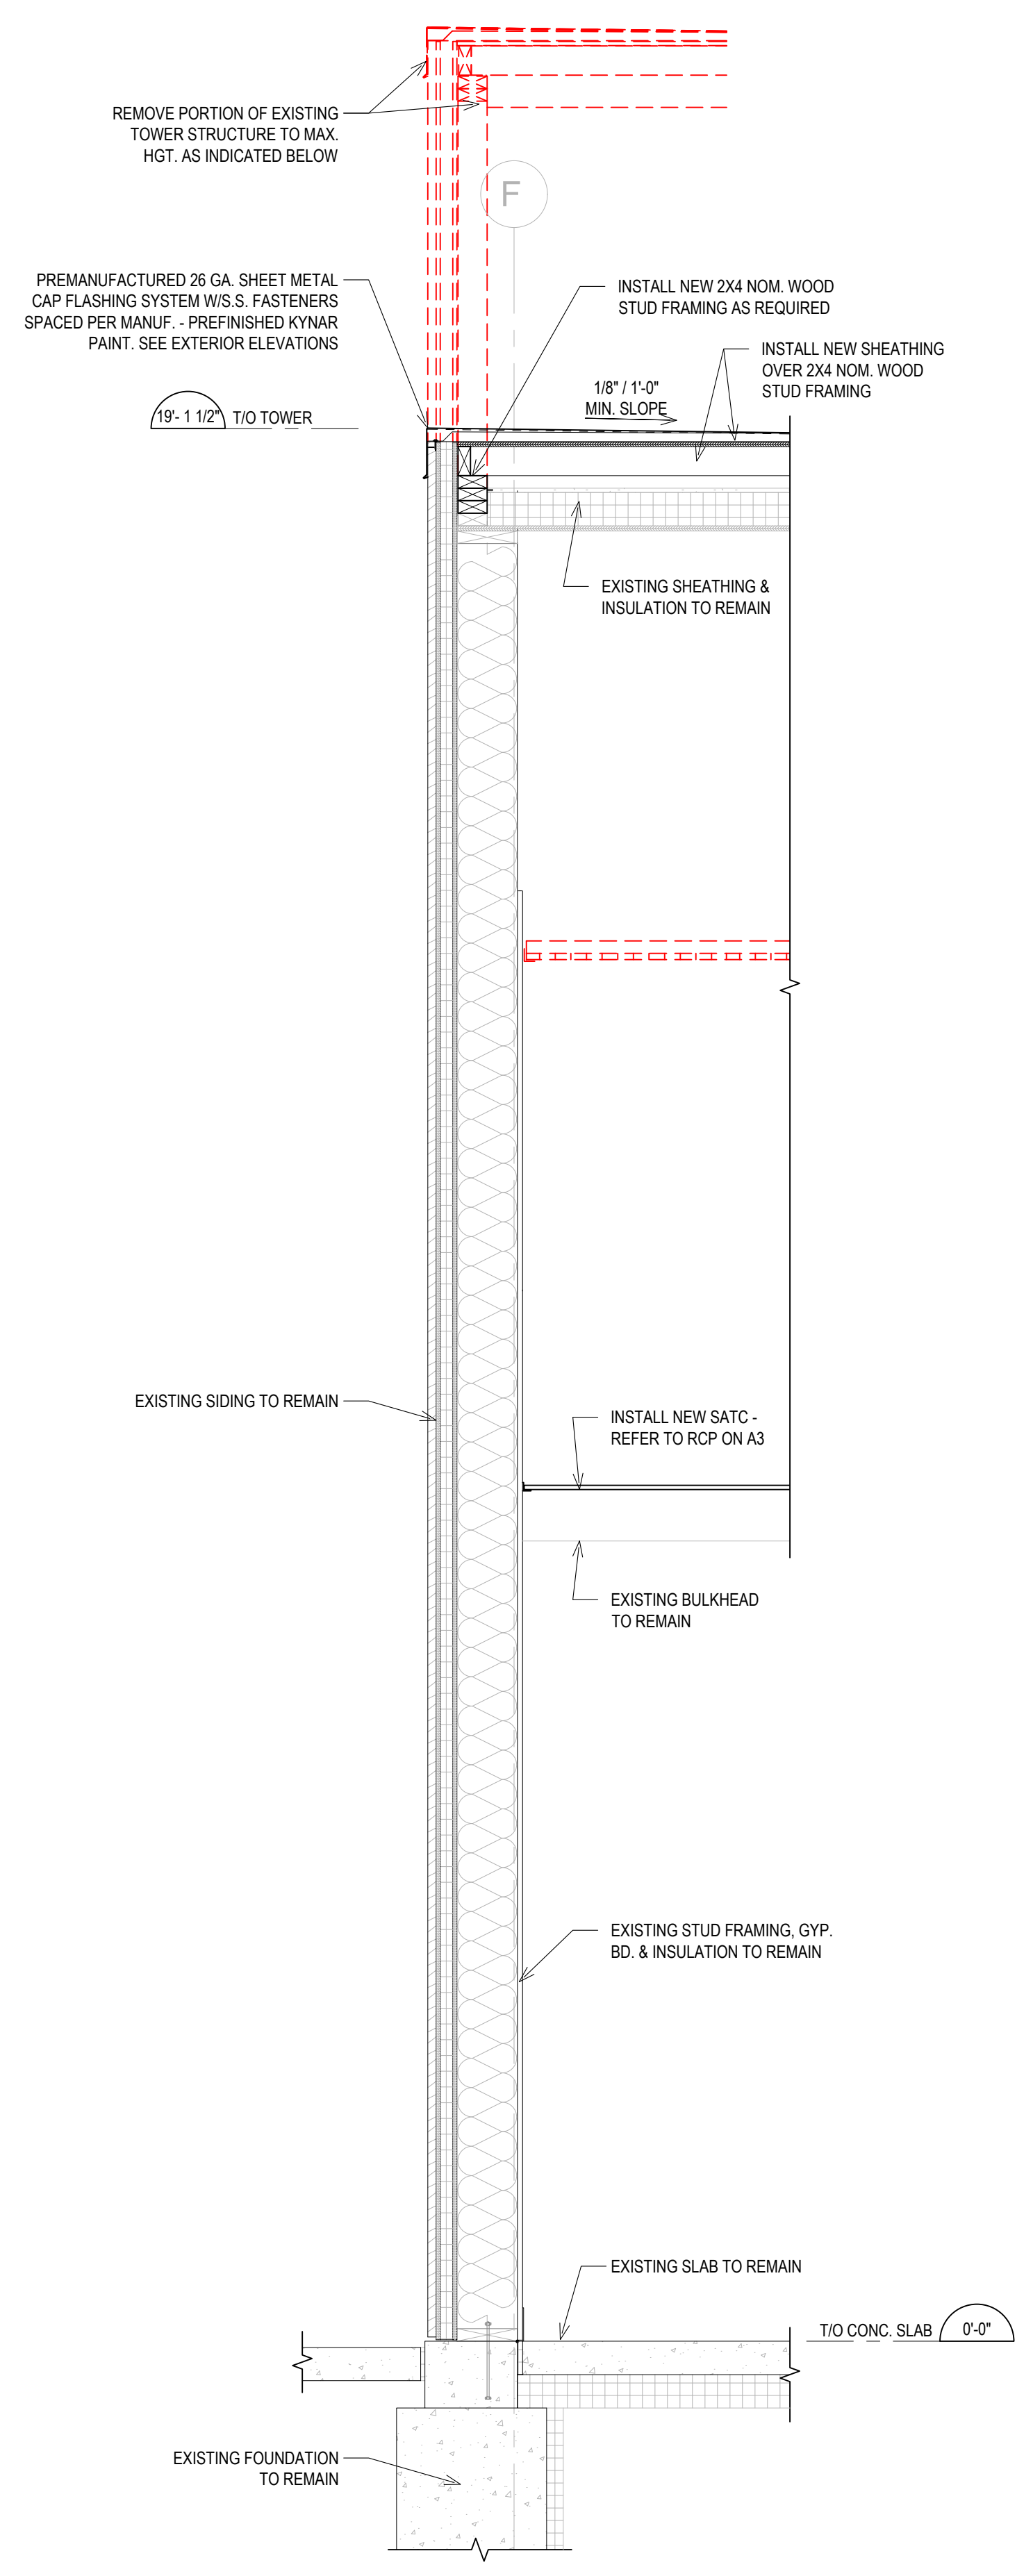 REMOVE PORTION OF EXISTING
TOWER STRUCTURE TO MAX.
HGT. AS INDICATED BELOW
F
PREMANUFACTURED 26 GA. SHEET METAL
CAP FLASHING SYSTEM W/S.S. FASTENERS
SPACED PER MANUF. - PREFINISHED KYNAR
PAINT. SEE EXTERIOR ELEVATIONS
INSTALL NEW 2X4 NOM. WOOD
STUD FRAMING AS REQUIRED
INSTALL NEW SHEATHING
OVER 2X4 NOM. WOOD
STUD FRAMING
1/8" / 1'-0"
MIN. SLOPE
19'- 1 1/2" T/O TOWER
EXISTING SHEATHING &
INSULATION TO REMAIN
EXISTING SIDING TO REMAIN
INSTALL NEW SATC -
REFER TO RCP ON A3
EXISTING BULKHEAD
TO REMAIN
EXISTING STUD FRAMING, GYP.
BD. & INSULATION TO REMAIN
EXISTING SLAB TO REMAIN
T/O CONC. SLAB 0'-0"
EXISTING FOUNDATION
TO REMAIN